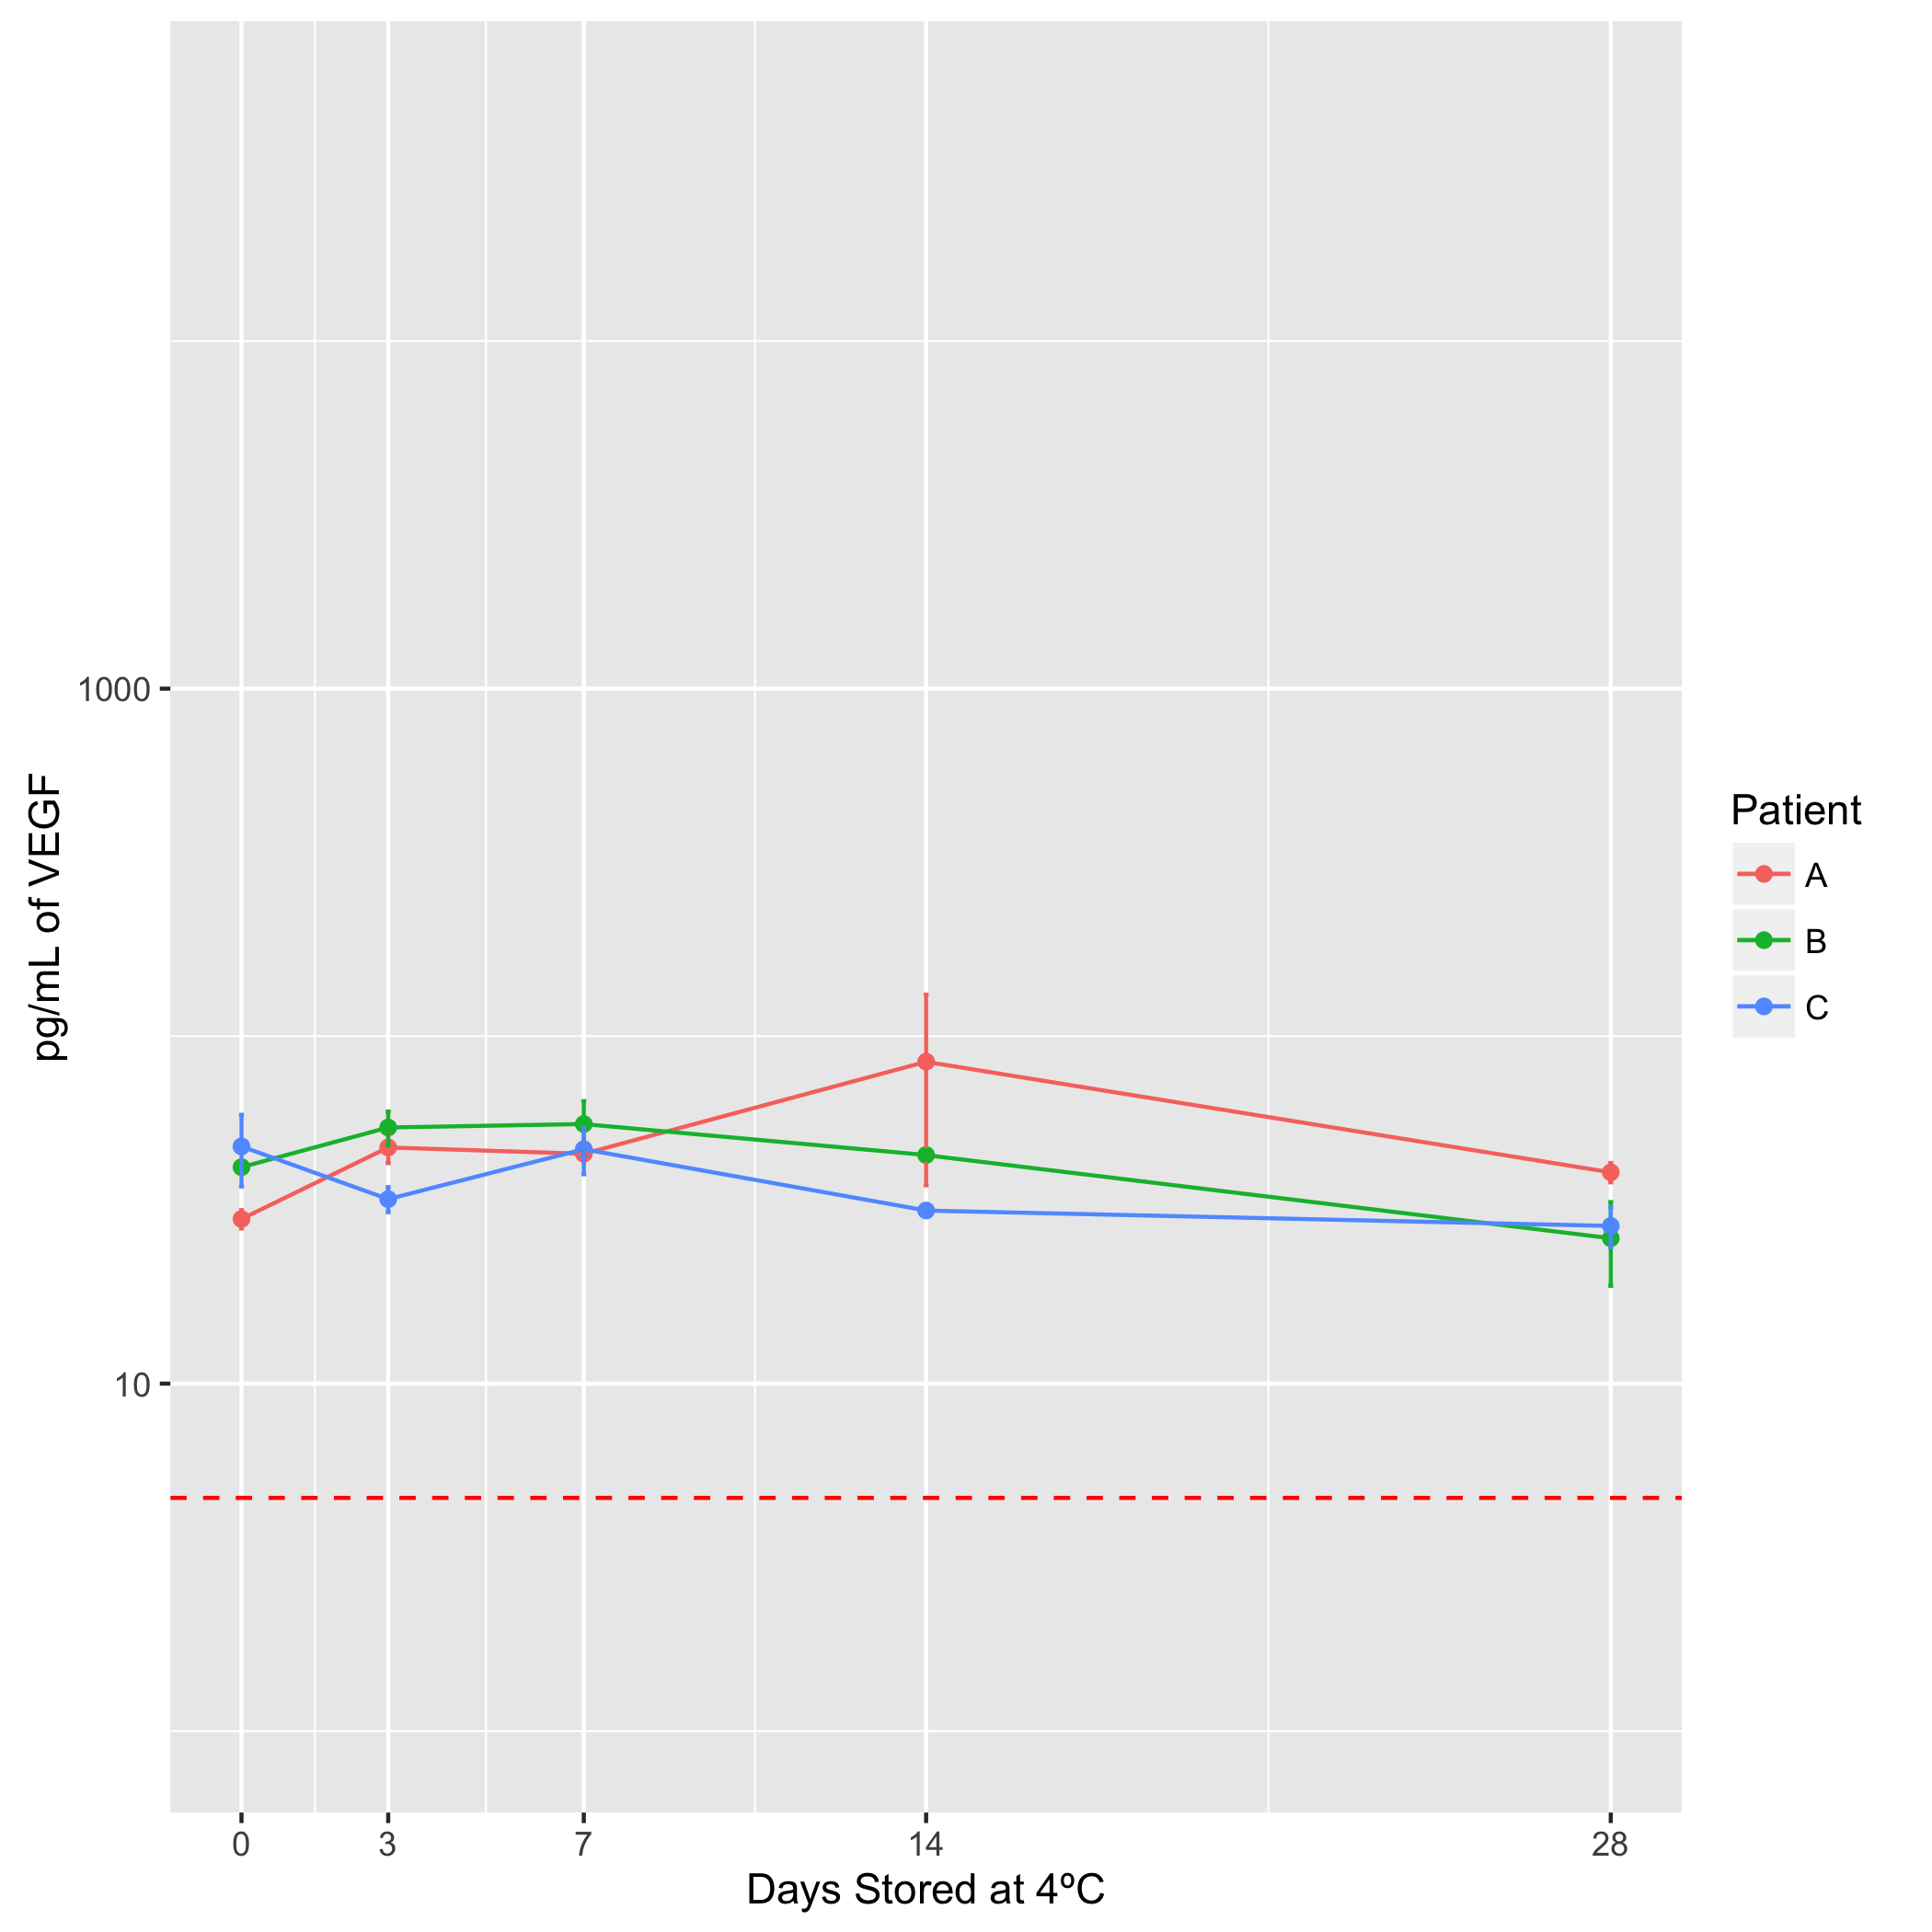 1000
pg/mL of VEGF
10
0 3 7 14 28
Days Stored at 4ºC
Patient
A
B
C